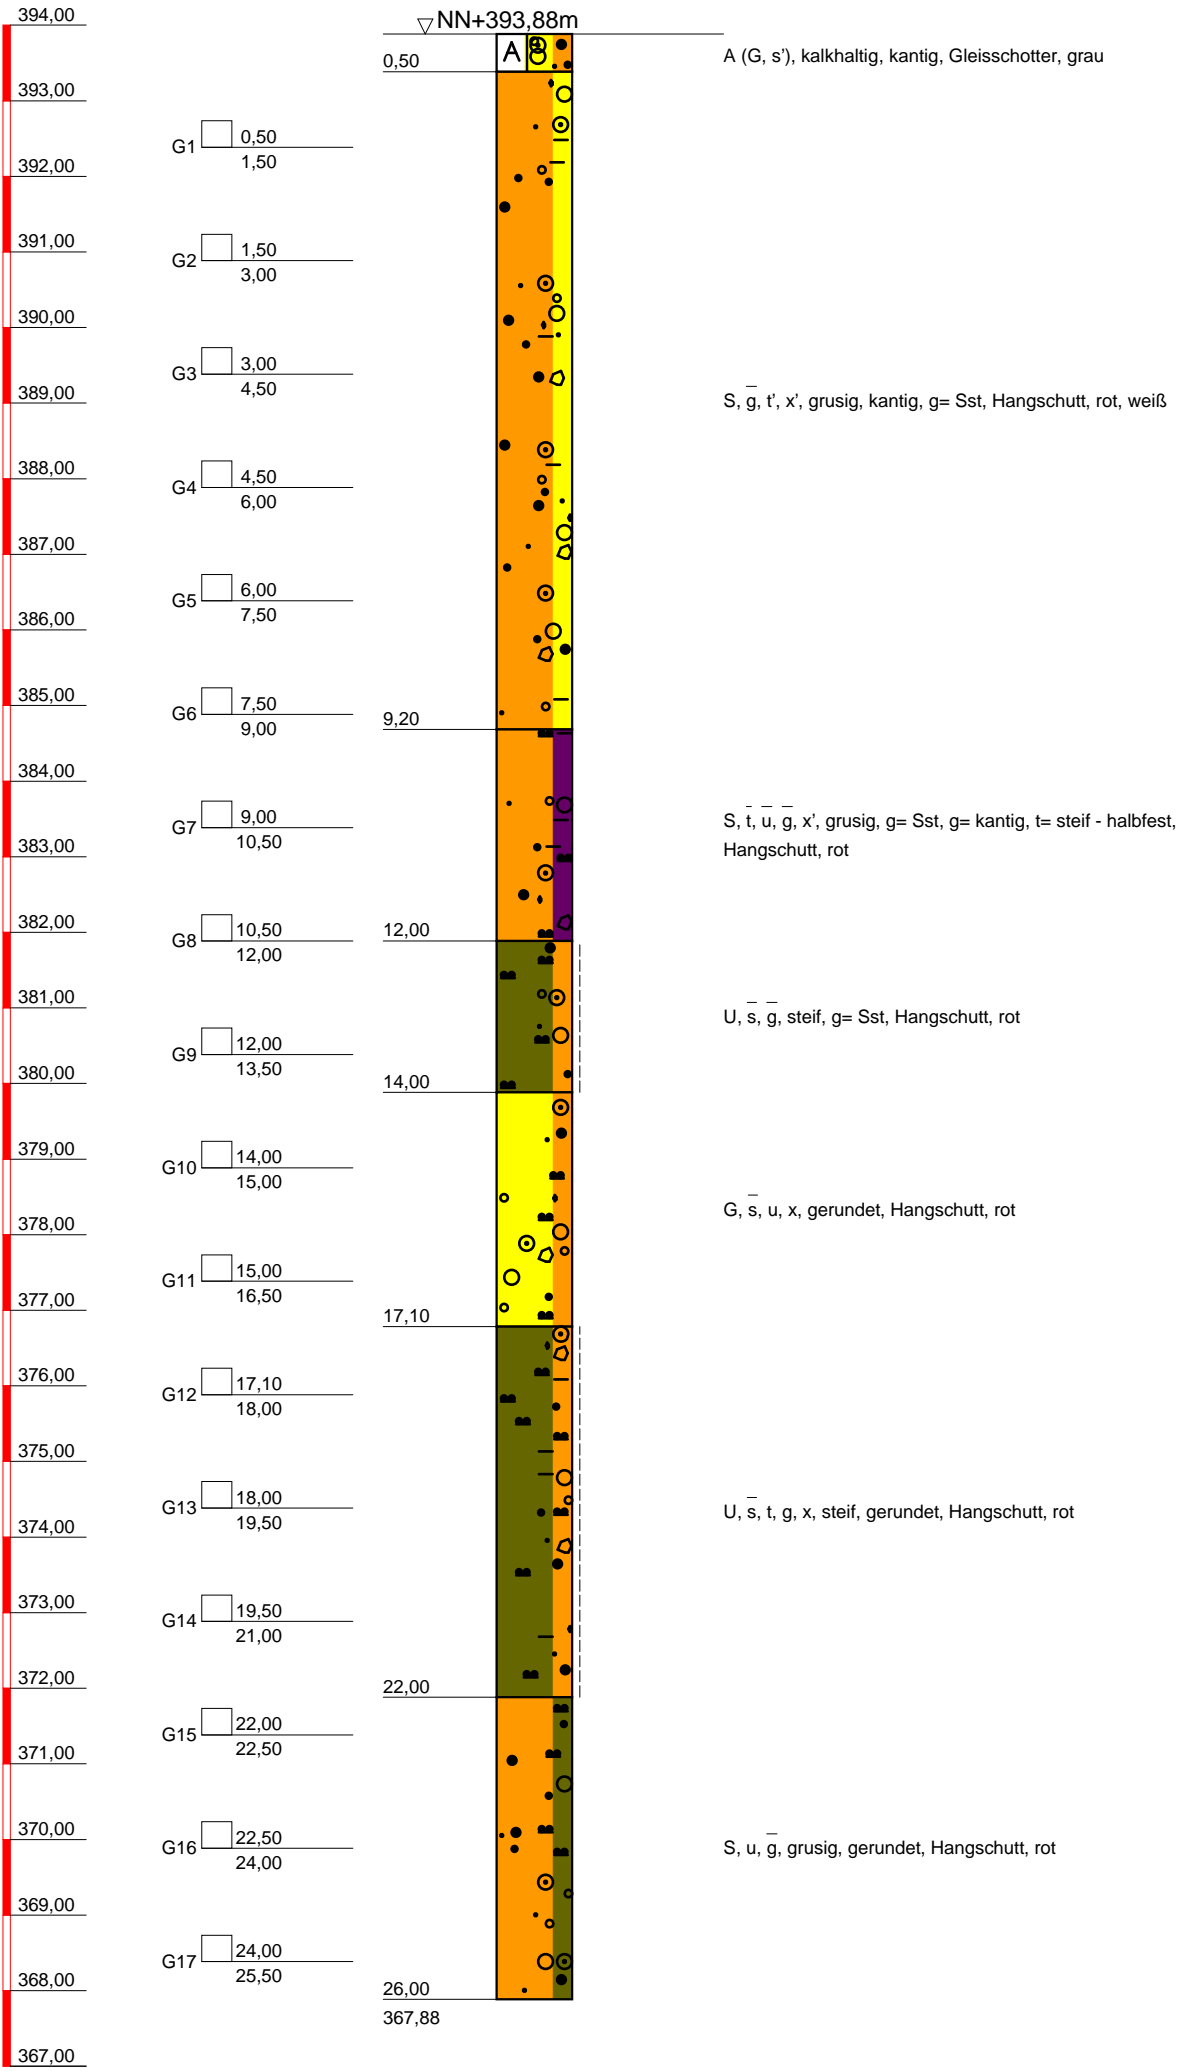 394,00
NN+393,88m
A
A (G, s'), kalkhaltig, kantig, Gleisschotter, grau
0,50
393,00
G1 0,50
1,50
392,00
391,00
G2 1,50
3,00
390,00
G3 3,00
4,50
389,00
S, g̅, t', x', grusig, kantig, g= Sst, Hangschutt, rot, weiß
388,00
G4 4,50
6,00
387,00
G5 6,00
7,50
386,00
385,00
G6 7,50
9,00
9,20
384,00
G7 9,00
10,50
S, t̅, u̅, g̅, x', grusig, g= Sst, g= kantig, t= steif - halbfest,
Hangschutt, rot
383,00
382,00
G8 10,50
12,00
12,00
381,00
U, s̅, g̅, steif, g= Sst, Hangschutt, rot
G9 12,00
13,50
380,00
14,00
379,00
G10 14,00
15,00
G, s̅, u, x, gerundet, Hangschutt, rot
378,00
G11 15,00
16,50
377,00
17,10
376,00
G12 17,10
18,00
375,00
G13 18,00
19,50
U, s̅, t, g, x, steif, gerundet, Hangschutt, rot
374,00
373,00
G14 19,50
21,00
372,00
22,00
G15 22,00
22,50
371,00
370,00
G16 22,50
24,00
S, u, g̅, grusig, gerundet, Hangschutt, rot
369,00
G17 24,00
25,50
368,00
26,00
367,88
367,00